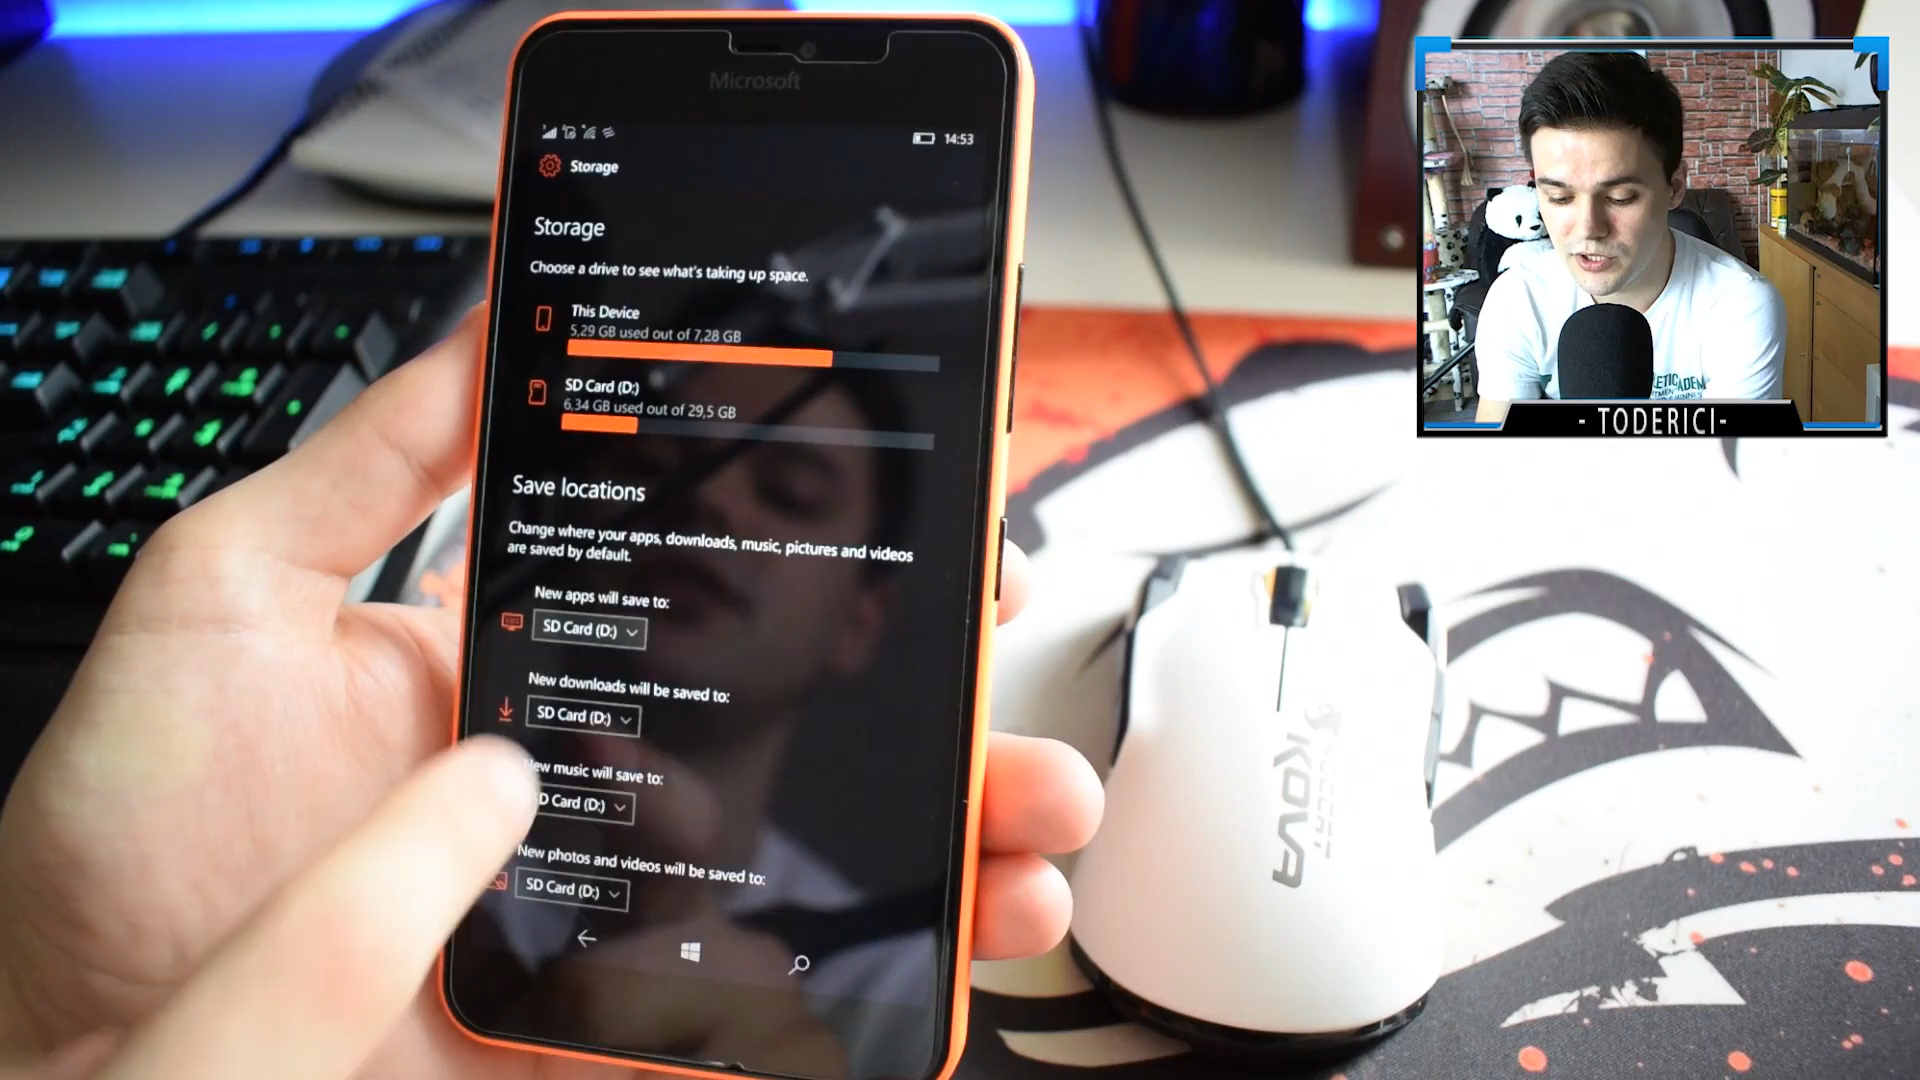 Microsoft
14:53
Storage
Storage
Choose a drive to see what's taking up space.
This Device
5,29 GB used out of 7,28 GB
SD Card (D:)
6,34 GB used out of 29,5 GB
Save locations
Change where your apps, downloads, music, pictures and videos
are saved by default.
New apps will save to:
SD Card (D:)
New downloads will be saved to:
SD Card (D:)
New music will save to:
SD Card (D:)
New photos and videos will be saved to:
SD Card (D:)
- TODERICI-
ROCCAT
KOVA